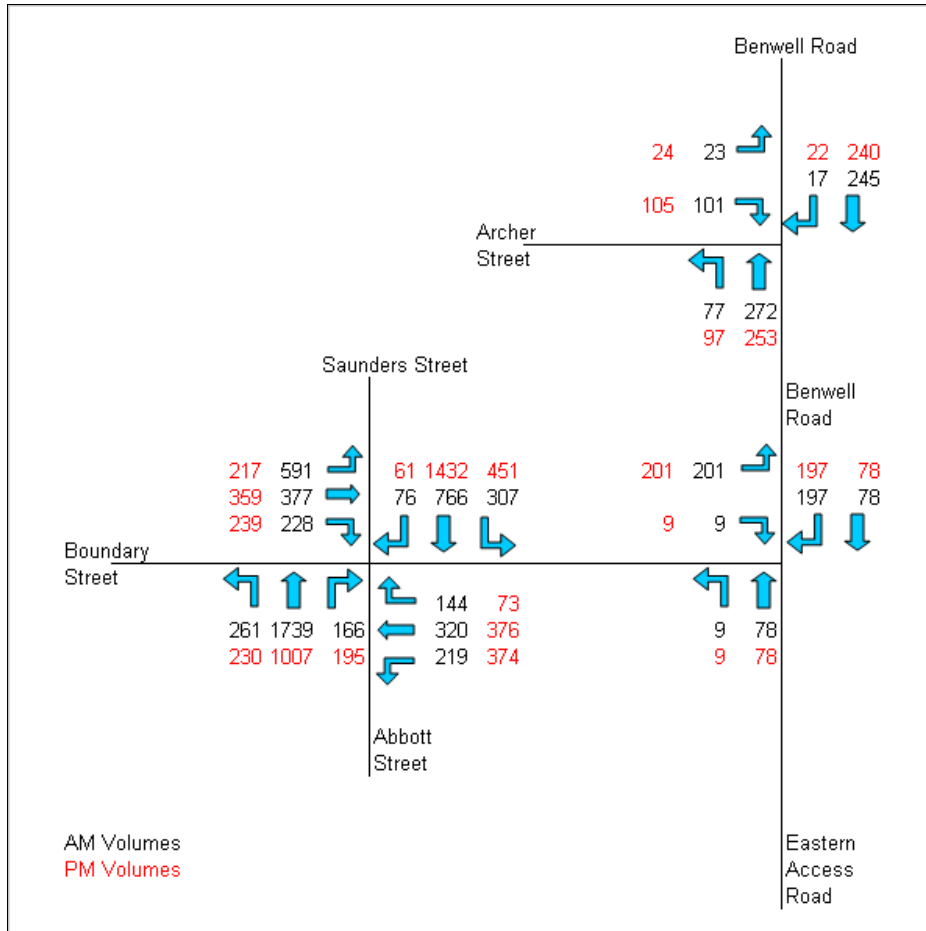 Benwell Road
24 23 22 240
17 245
105 101
Archer
Street
77 272
97 253
Saunders Street
Benwell
Road
217 591 61 1432 451 201 201 197 78
359 377 76 766 307 197 78
239 228 9 9
Boundary
Street
144 73
261 1739 166 320 376 9 78
230 1007 195 219 374 9 78
Abbott
Street
AM Volumes
PM Volumes
Eastern
Access
Road